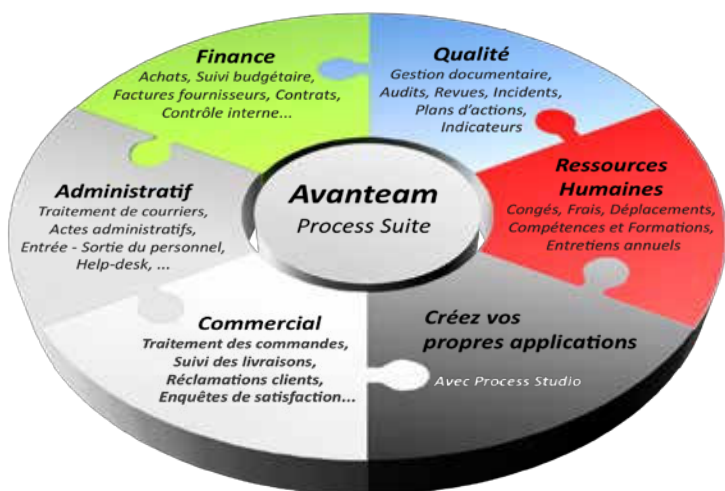 Finance
Achats, Suivi budgétaire,
Factures fournisseurs, Contrats,
Contrôle interne...
Qualité
Gestion documentaire,
Audits, Revues, Incidents,
Plans d'actions,
Indicateurs
Administratif
Traitement de courriers,
Actes administratifs,
Entrée - Sortie du personnel,
Help-desk, ...
Avanteam
Process Suite
Ressources
Humaines
Congés, Frais, Déplacements,
Compétences et Formations,
Entretiens annuels
Commercial
Traitement des commandes,
Suivi des livraisons,
Réclamations clients,
Enquêtes de satisfaction...
Créez vos
propres applications
Avec Process Studio